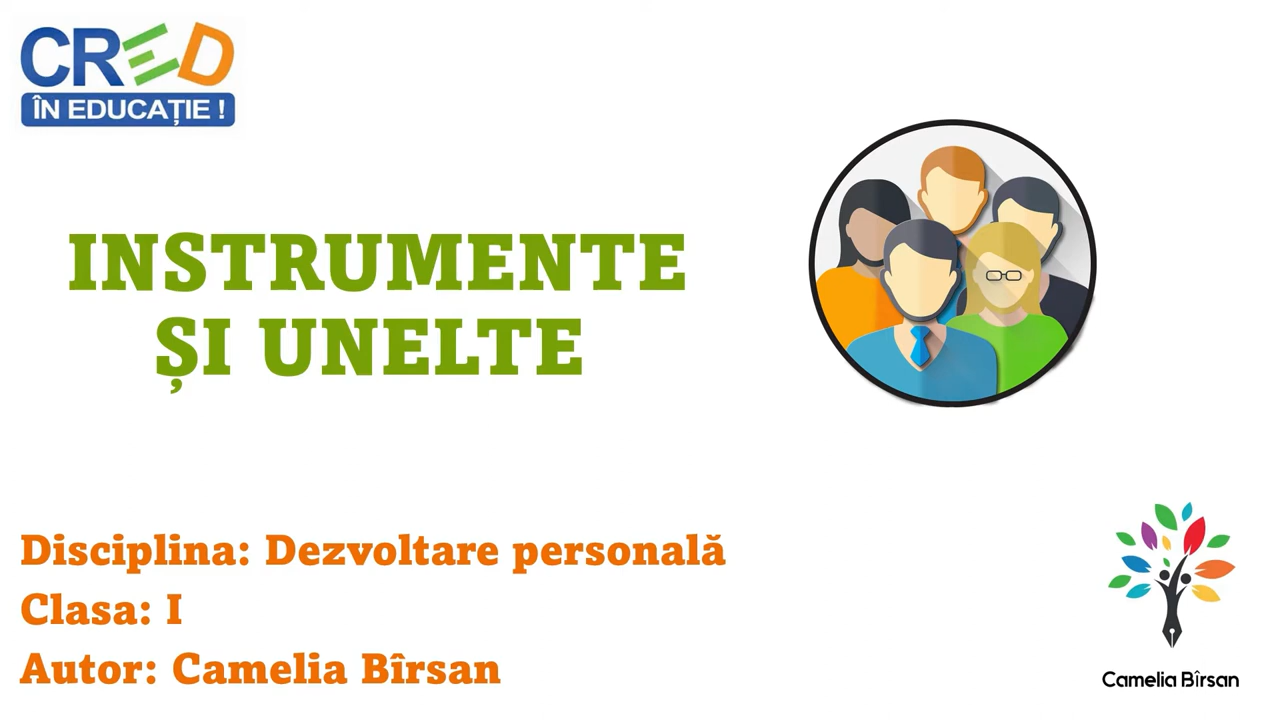 CRED
ÎN EDUCAȚIE !
INSTRUMENTE
ȘI UNELTE
Disciplina: Dezvoltare personală
Clasa: I
Autor: Camelia Bîrsan
Camelia Bîrsan